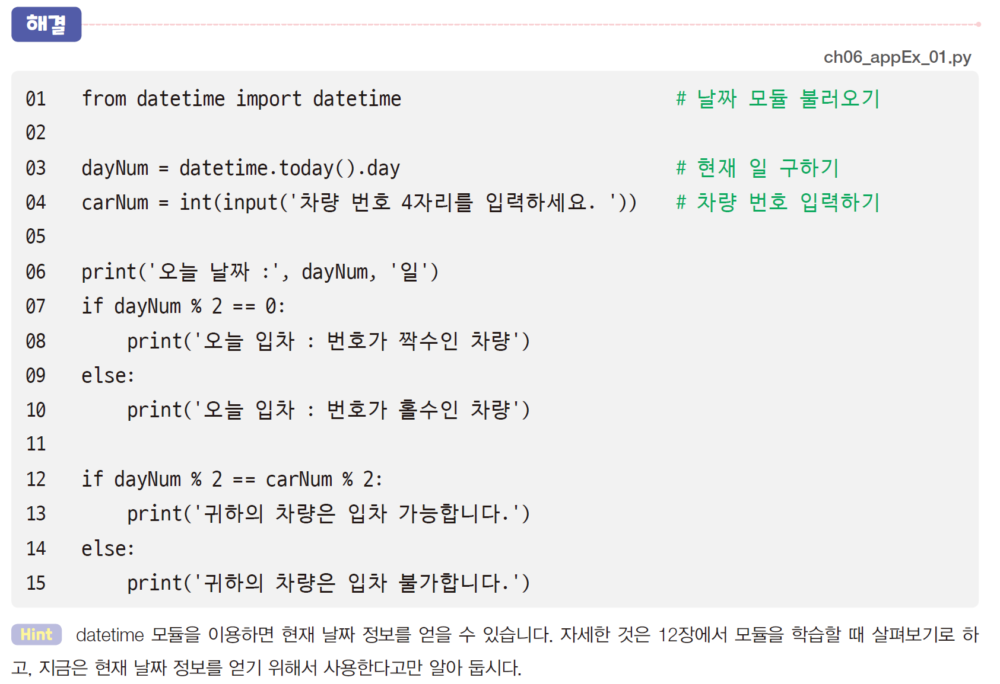 해결
ch06_appEx_01.py
01 from datetime import datetime # 날짜 모듈 불러오기
02
03 dayNum = datetime.today().day # 현재 일 구하기
04 carNum = int(input('차량 번호 4자리를 입력하세요. ')) # 차량 번호 입력하기
05
06 print('오늘 날짜 :', dayNum, '일')
07 if dayNum % 2 == 0:
08     print('오늘 입차 : 번호가 짝수인 차량')
09 else:
10     print('오늘 입차 : 번호가 홀수인 차량')
11
12 if dayNum % 2 == carNum % 2:
13     print('귀하의 차량은 입차 가능합니다.')
14 else:
15     print('귀하의 차량은 입차 불가합니다.')
Hint datetime 모듈을 이용하면 현재 날짜 정보를 얻을 수 있습니다. 자세한 것은 12장에서 모듈을 학습할 때 살펴보기로 하
고, 지금은 현재 날짜 정보를 얻기 위해서 사용한다고만 알아 둡시다.